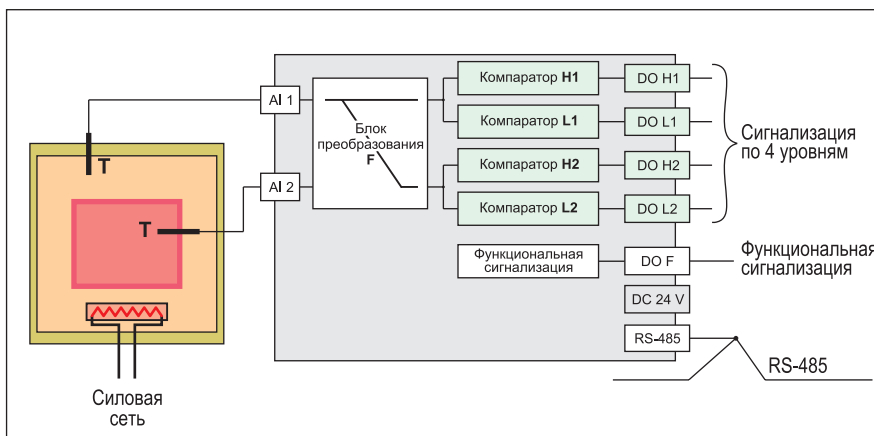 Компаратор H1
DO H1
AI 1
Блок
преобразования
F
Компаратор L1
DO L1
Сигнализация
по 4 уровням
T
Компаратор H2
DO H2
AI 2
Компаратор L2
DO L2
T
Функциональная
сигнализация
DO F
Функциональная
сигнализация
DC 24 V
RS-485
RS-485
Силовая
сеть